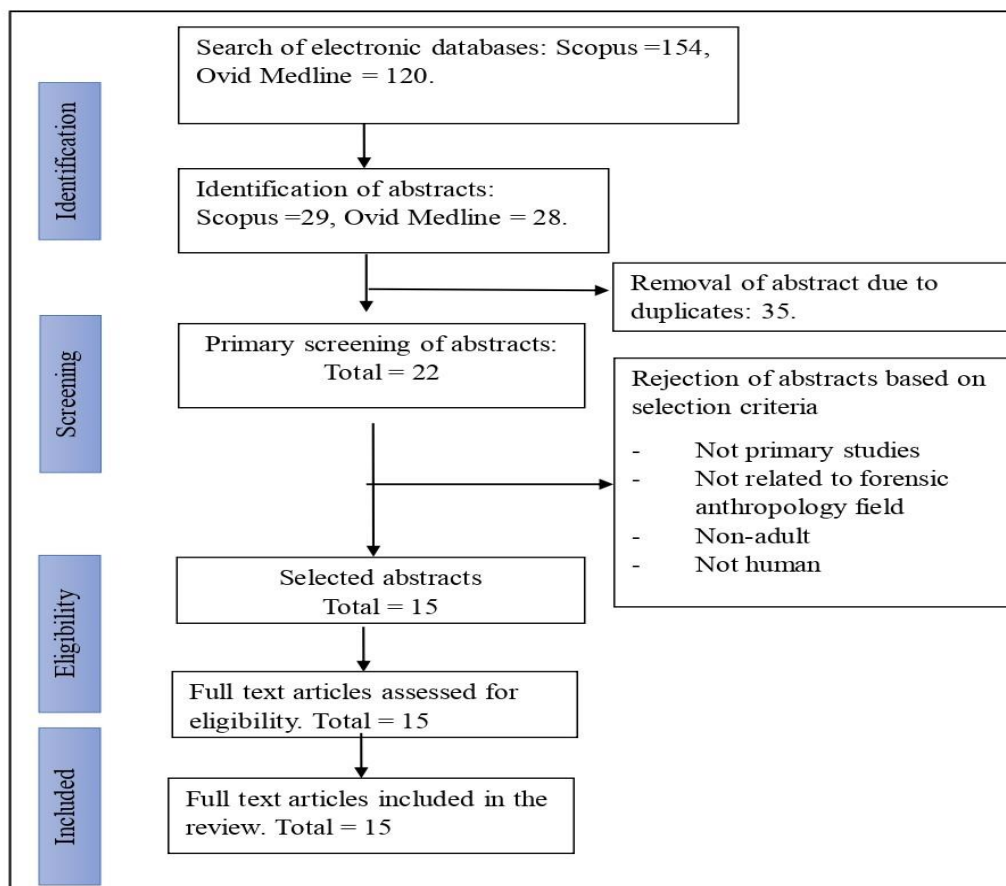 Search of electronic databases: Scopus =154,
Ovid Medline = 120.
Identification
Identification of abstracts:
Scopus =29, Ovid Medline = 28.
Removal of abstract due to
duplicates: 35.
Primary screening of abstracts:
Total = 22
Screening
Rejection of abstracts based on
selection criteria
- Not primary studies
- Not related to forensic
anthropology field
- Non-adult
- Not human
Selected abstracts
Total = 15
Eligibility
Full text articles assessed for
eligibility. Total = 15
Full text articles included in the
review. Total = 15
Included